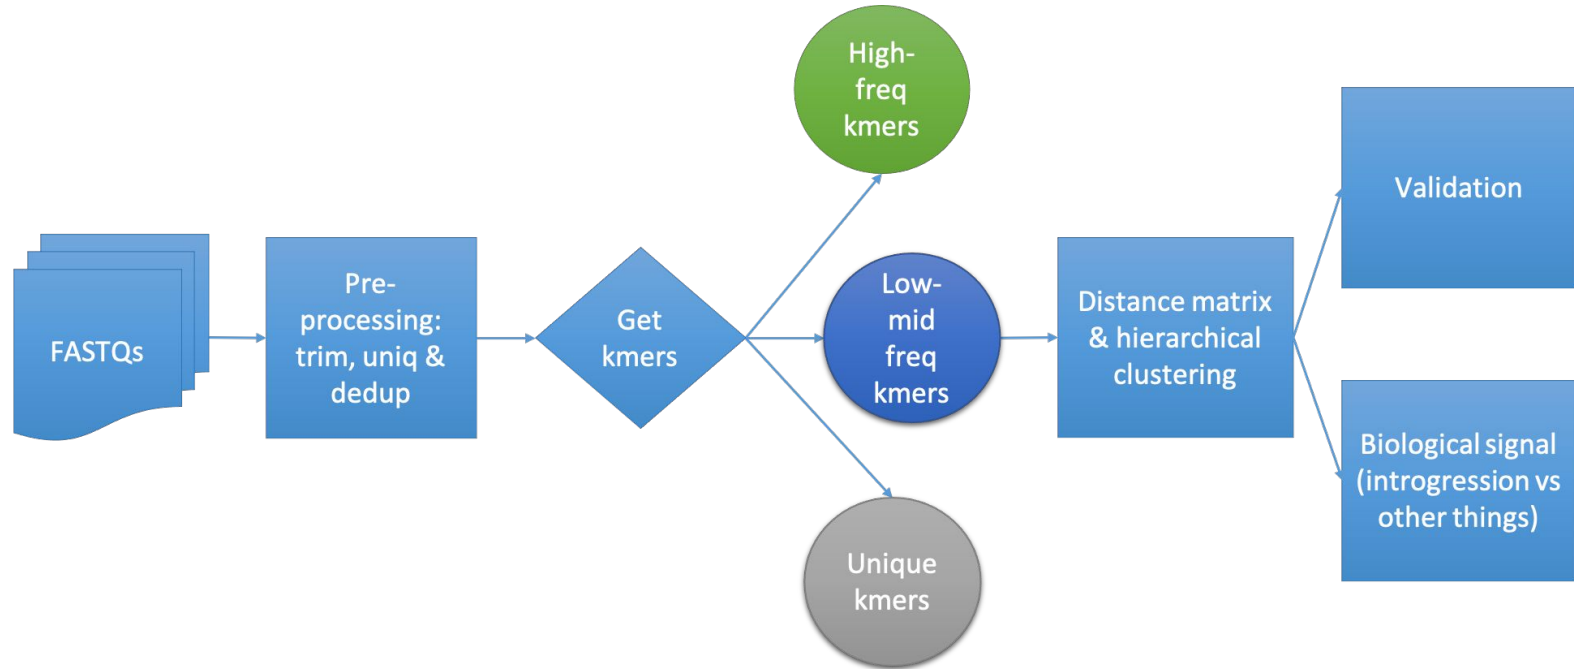 FASTQs
Pre-
processing:
trim, uniq &
dedup
Get
kmers
High-
freq
kmers
Low-
mid
freq
kmers
Unique
kmers
Distance matrix
& hierarchical
clustering
Validation
Biological signal
(introgression vs
other things)